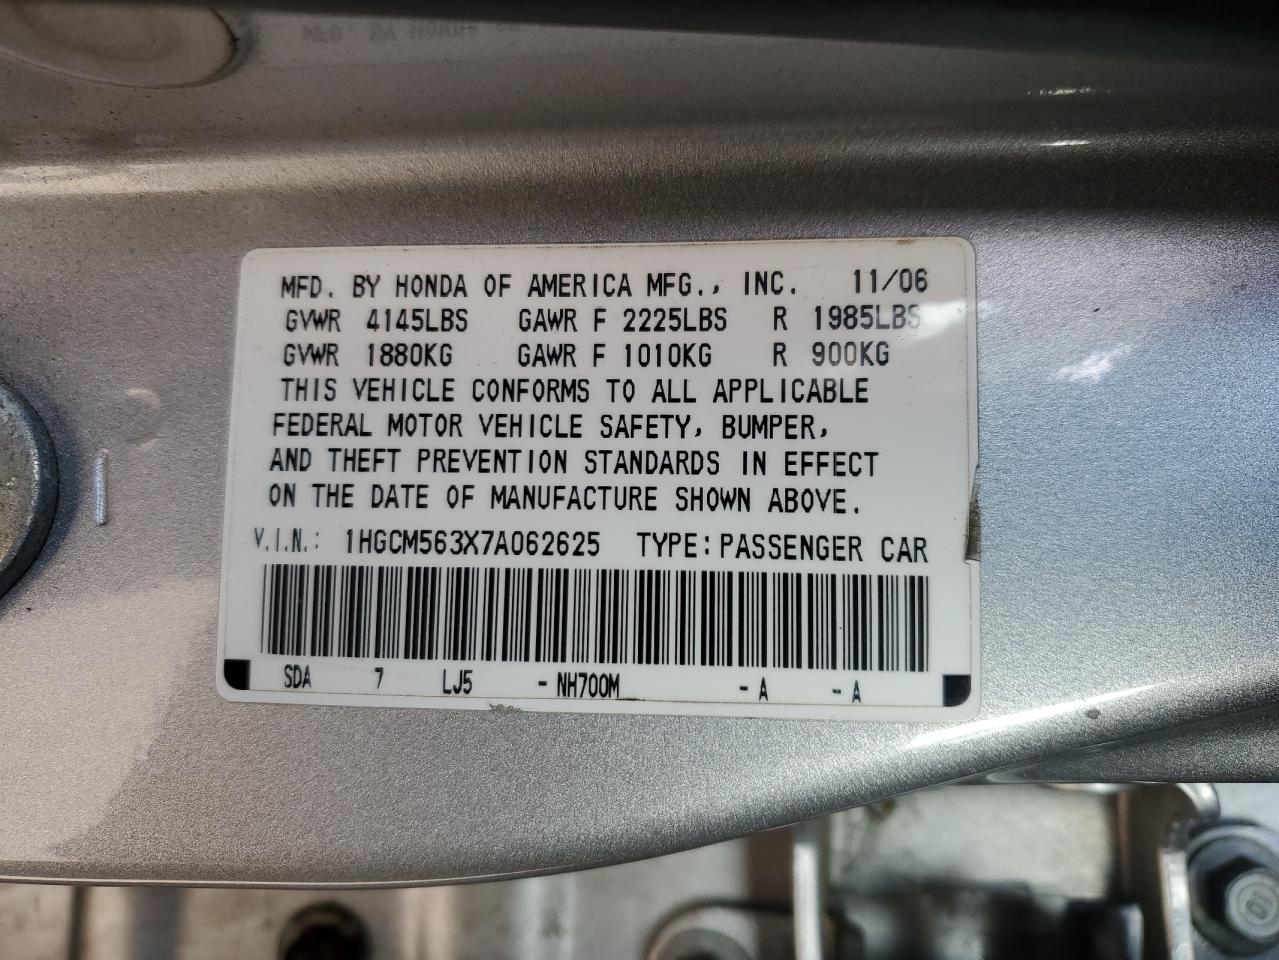 MFD. BY HONDA OF AMERICA MFG., INC. 11/06
GVWR 4145LBS GAWR F 2225LBS R 1985LBS
GVWR 1880KG GAWR F 1010KG R 900KG
THIS VEHICLE CONFORMS TO ALL APPLICABLE
FEDERAL MOTOR VEHICLE SAFETY, BUMPER,
AND THEFT PREVENTION STANDARDS IN EFFECT
ON THE DATE OF MANUFACTURE SHOWN ABOVE.
V.I.N.: 1HGCM563X7A062625 TYPE: PASSENGER CAR
SDA 7 LJ5 - NH700M - A - A